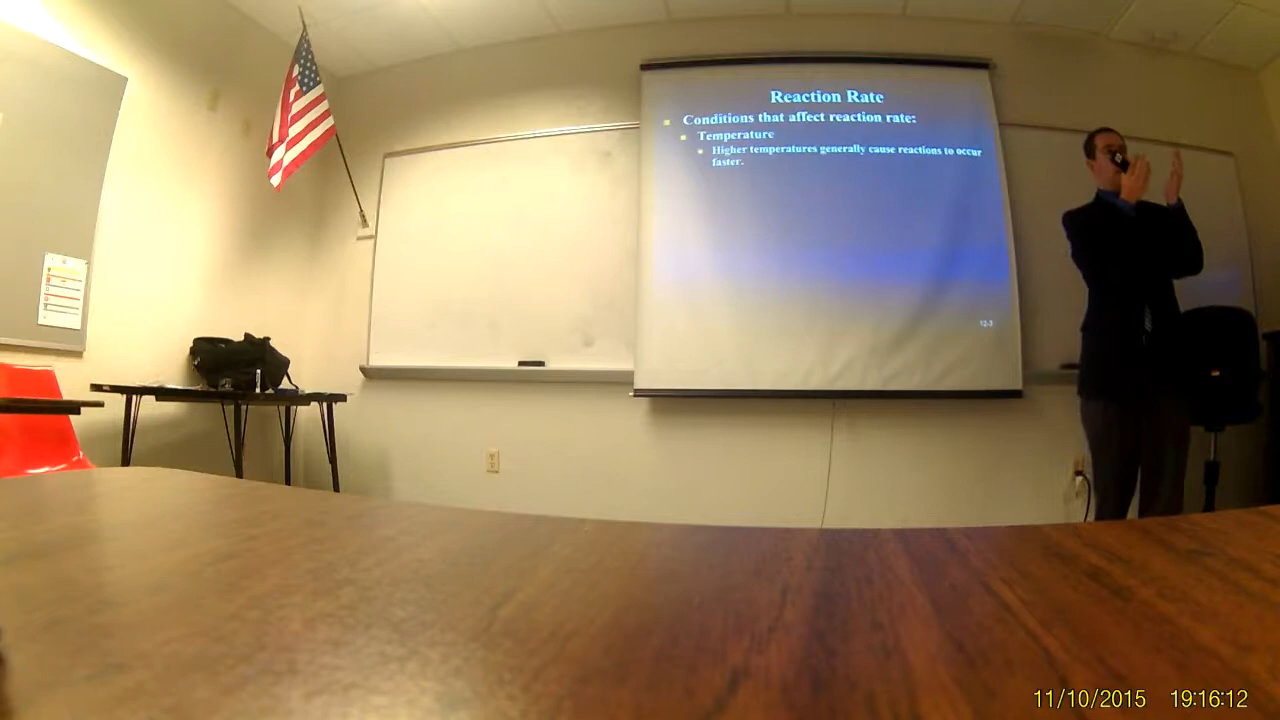 Reaction Rate
Conditions that affect reaction rate:
Temperature
Higher temperatures generally cause reactions to occur
faster.
12-3
11/10/2015 19:16:12